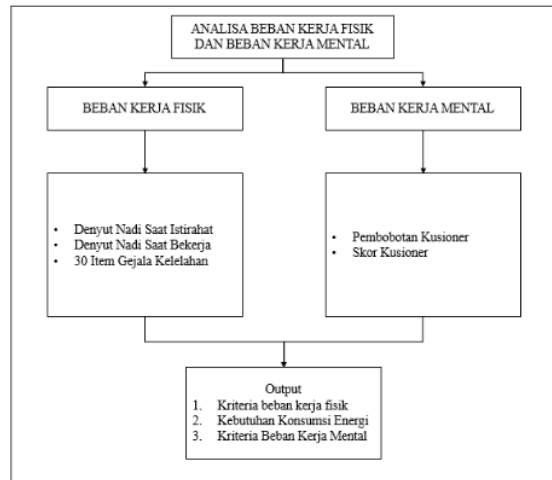 ANALISA BEBAN KERJA FISIK
DAN BEBAN KERJA MENTAL
BEBAN KERJA FISIK
BEBAN KERJA MENTAL
• Denyut Nadi Saat Istirahat
• Denyut Nadi Saat Bekerja
• 30 Item Gejala Kelelahan
• Pembobotan Kusioner
• Skor Kusioner
Output
1. Kriteria beban kerja fisik
2. Kebutuhan Konsumsi Energi
3. Kriteria Beban Kerja Mental